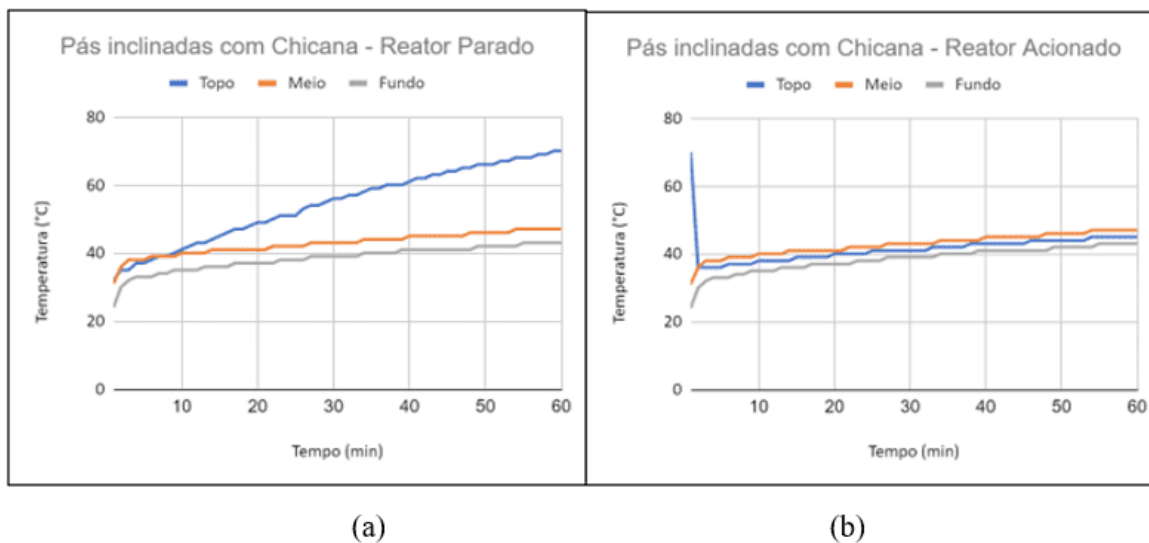 Pás inclinadas com Chicana - Reator Parado
Topo Meio Fundo
Temperatura (°C)
80
60
40
20
0
10 20 30 40 50 60
Tempo (min)
(a)
Pás inclinadas com Chicana - Reator Acionado
Topo Meio Fundo
Temperatura (°C)
80
60
40
20
0
10 20 30 40 50 60
Tempo (min)
(b)